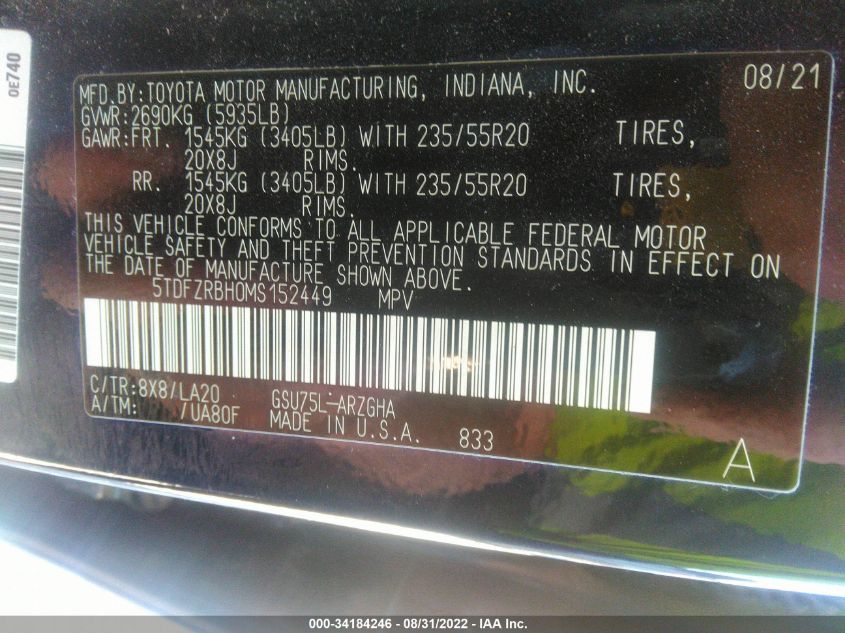 OE740
MFD.BY:TOYOTA MOTOR MANUFACTURING, INDIANA, INC. 08/21
GVWR:2690KG (5935LB)
GAWR:FRT. 1545KG (3405LB) WITH 235/55R20 TIRES,
20X8J RIMS.
RR. 1545KG (3405LB) WITH 235/55R20 TIRES,
20X8J RIMS.
THIS VEHICLE CONFORMS TO ALL APPLICABLE FEDERAL MOTOR
VEHICLE SAFETY AND THEFT PREVENTION STANDARDS IN EFFECT ON
THE DATE OF MANUFACTURE SHOWN ABOVE.
5TDFZRBH0MS152449 MPV
C/TR:8X8/LA20 GSU75L-ARZGHA
A/TM: /UA80F MADE IN U.S.A. 833
A
000-34184246 - 08/31/2022 - IAA Inc.